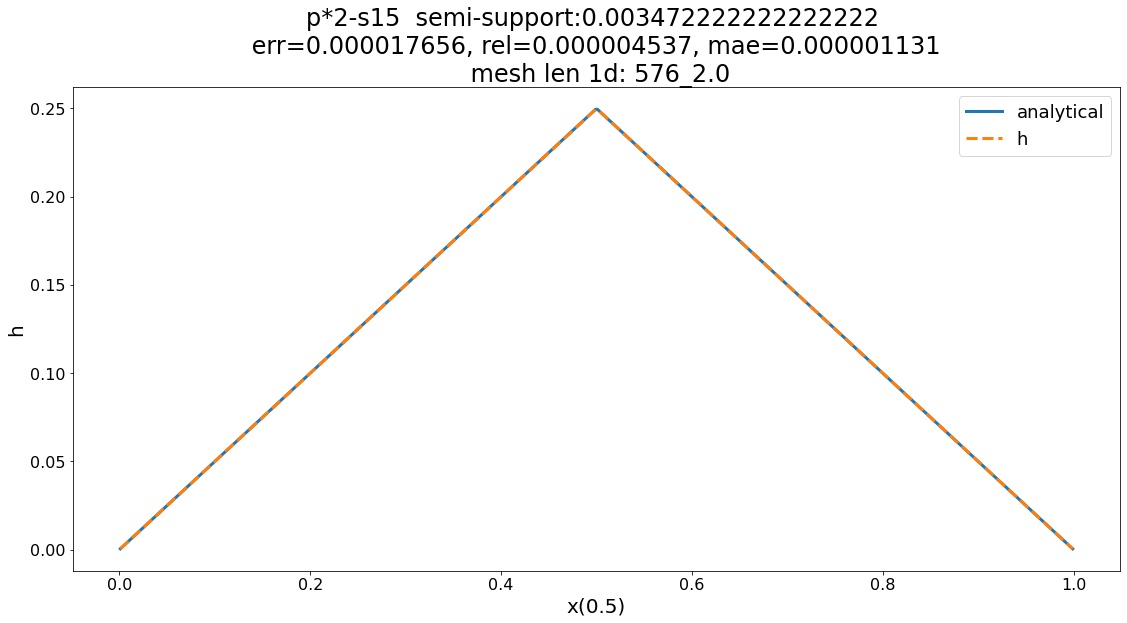 p*2-s15  semi-support:0.003472222222222222
err=0.000017656, rel=0.000004537, mae=0.000001131
mesh len 1d: 576_2.0
analytical
h
0.25
0.20
0.15
0.10
0.05
0.00
h
0.0 0.2 0.4 0.6 0.8 1.0
x(0.5)